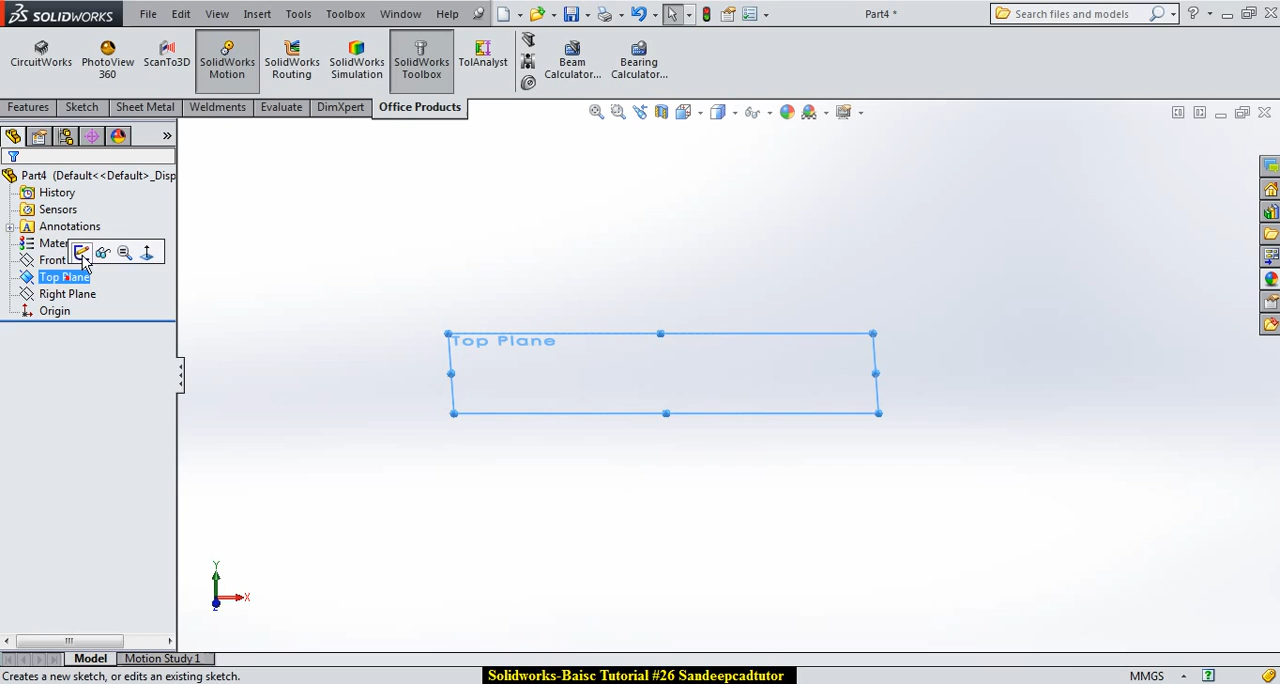 SOLIDWORKS File Edit View Insert Tools Toolbox Window Help Part4 * Search files and models
CircuitWorks
PhotoView
360
ScanTo3D
SolidWorks
Motion
SolidWorks
Routing
SolidWorks
Simulation
SolidWorks
Toolbox
TolAnalyst
Beam
Calculator...
Bearing
Calculator...
Features Sketch Sheet Metal Weldments Evaluate DimXpert Office Products
Part4 (Default<<Default>_Disp
History
Sensors
Annotations
Mater
Front
Top Plane
Right Plane
Origin
Top Plane
Y
X
Z
Model Motion Study 1
Creates a new sketch, or edits an existing sketch.
Solidworks-Baisc Tutorial #26 Sandeepcadtutor
MMGS